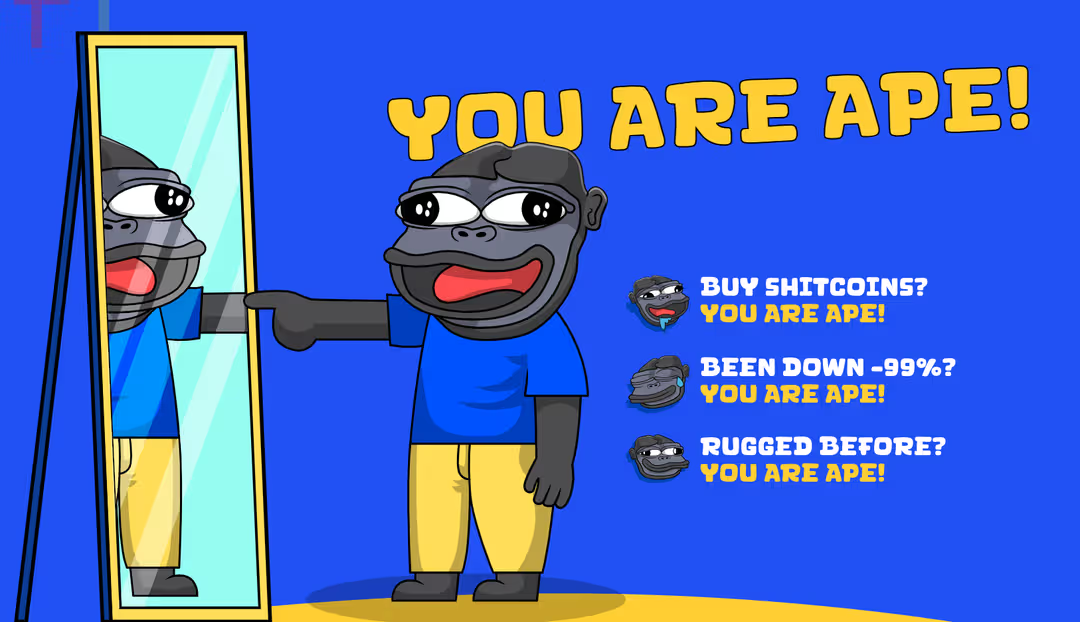 YOU ARE APE!
BUY SHITCOINS?
YOU ARE APE!
BEEN DOWN -99%?
YOU ARE APE!
RUGGED BEFORE?
YOU ARE APE!